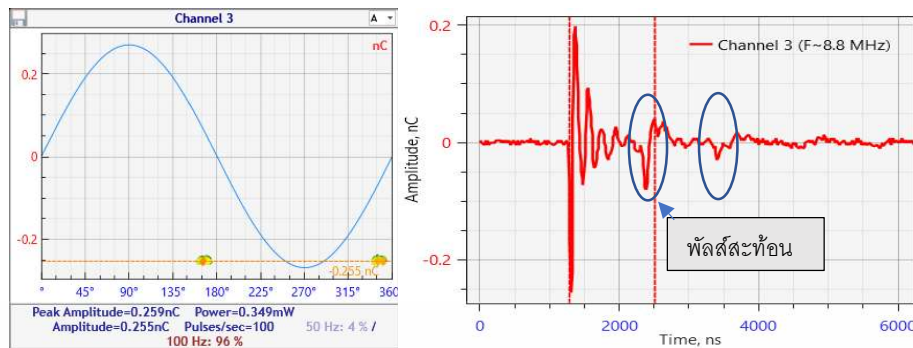 Channel 3
A
nC
0.2
0
-0.2
-0.255 nC
0° 45° 90° 135° 180° 225° 270° 315° 360
Peak Amplitude=0.259nC Power=0.349mW
Amplitude=0.255nC Pulses/sec=100 50 Hz: 4 % /
100 Hz: 96 %
Channel 3 (F~8.8 MHz)
Amplitude, nC
0.2
0
-0.2
พัลส์สะท้อน
0 2000 4000 6000
Time, ns